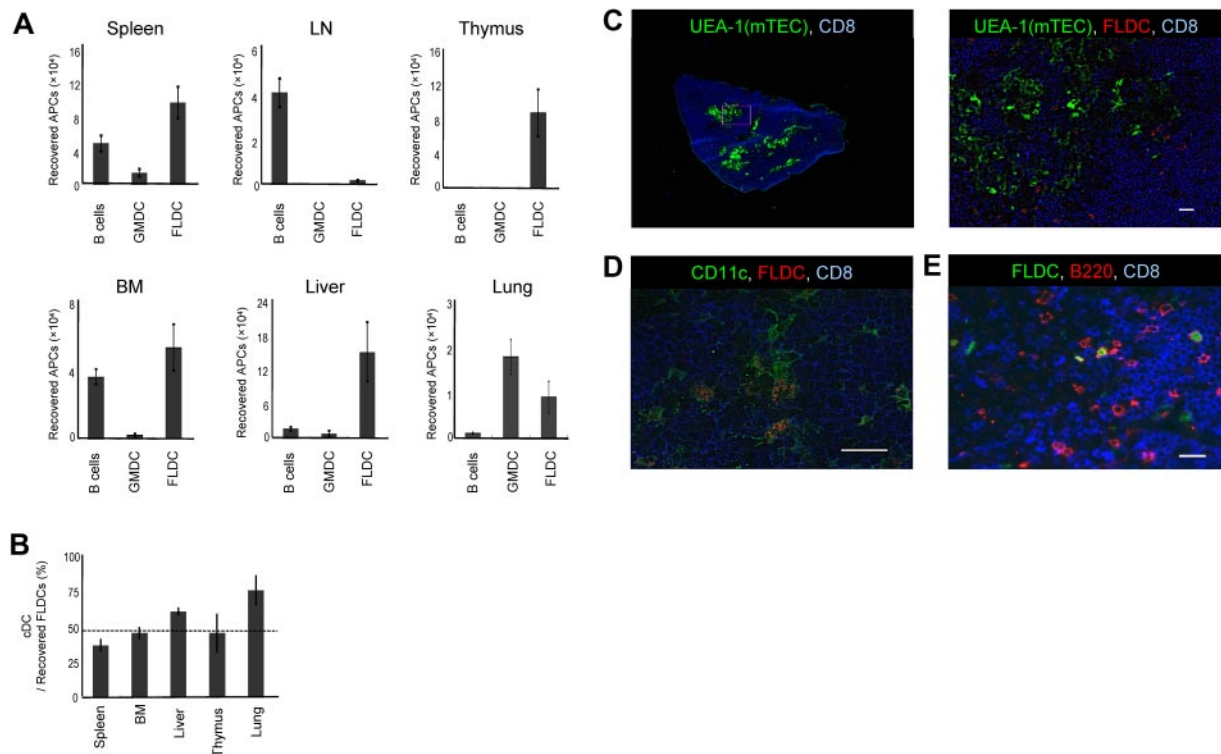 A
Spleen
LN
Thymus
Recovered APCs (×10⁴)
16
12
8
4
0
B cells
GMDC
FLDC
Recovered APCs (×10⁴)
6
4
2
0
B cells
GMDC
FLDC
Recovered APCs (×10⁴)
16
12
8
4
0
B cells
GMDC
FLDC
BM
Liver
Lung
Recovered APCs (×10⁴)
8
4
0
B cells
GMDC
FLDC
Recovered APCs (×10⁴)
24
18
12
6
0
B cells
GMDC
FLDC
Recovered APCs (×10⁴)
3
2
1
0
B cells
GMDC
FLDC
B
cDC
/ Recovered FLDCs (%)
100
75
50
25
0
Spleen
BM
Liver
Thymus
Lung
C
UEA-1(mTEC), CD8
UEA-1(mTEC), FLDC, CD8
D
CD11c, FLDC, CD8
E
FLDC, B220, CD8